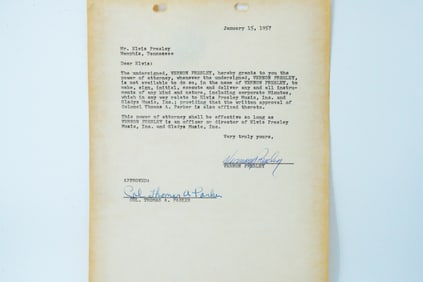 January 15, 1957
Mr. Elvis Presley
Memphis, Tennessee
Dear Elvis:
The undersigned, VERNON PRESLEY, hereby grants to you the
power of attorney, whenever the undersigned, VERNON PRESLEY,
is not available to do so, in the name of VERNON PRESLEY, to
make, sign, initial, execute and deliver any and all instru-
ments of any kind and nature, including corporate Minutes,
which in any way relate to Elvis Presley Music, Inc. and
Gladys Music, Inc.; providing that the written approval of
Colonel Thomas A. Parker is also affixed thereto.
This power of attorney shall be effective so long as
VERNON PRESLEY is an officer or director of Elvis Presley
Music, Inc. and Gladys Music, Inc.
Very truly yours,
Vernon Presley
VERNON PRESLEY
APPROVED:
Col. Thomas A Parker
COL. THOMAS A. PARKER